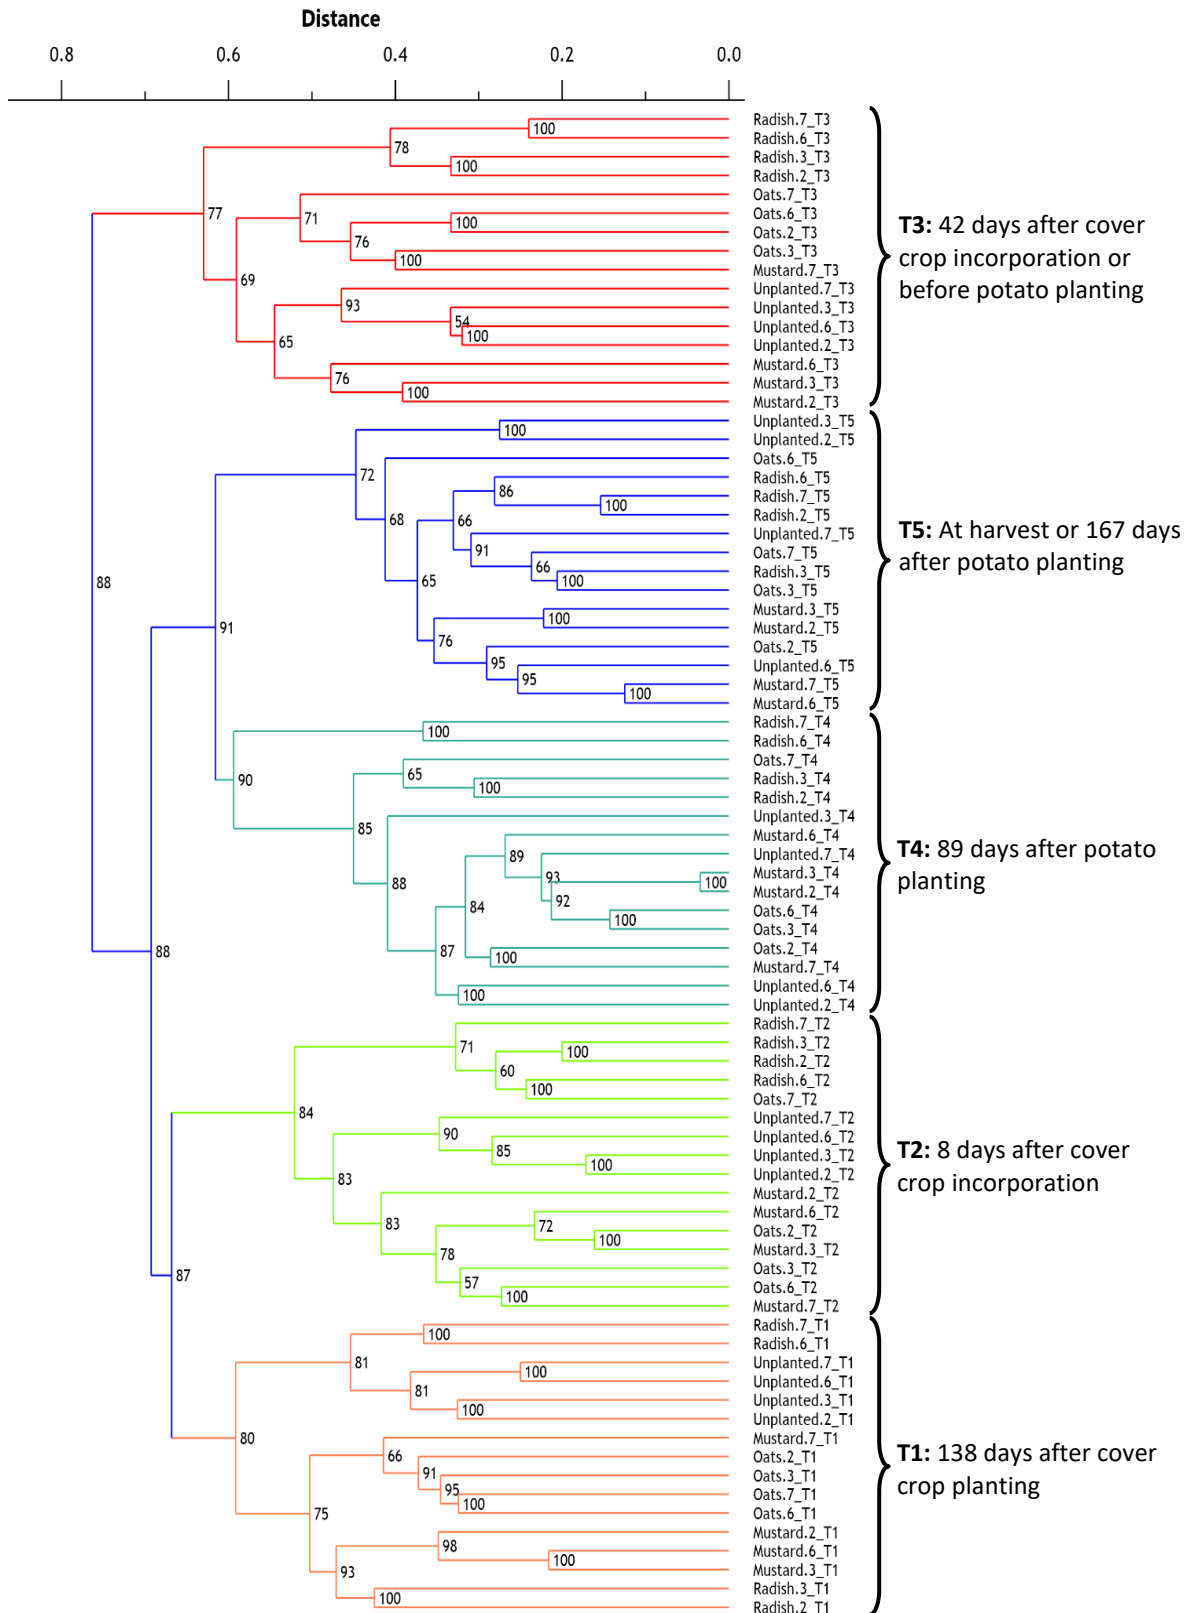 Distance
0.8 0.6 0.4 0.2 0.0
Radish.7_T3
100
Radish.6_T3
78
Radish.3_T3
100
Radish.2_T3
Oats.7_T3
77
71
Oats.6_T3
100
Oats.2_T3
76
Oats.3_T3
100
Mustard.7_T3
69
Unplanted.7_T3
93
Unplanted.3_T3
54
Unplanted.6_T3
100
Unplanted.2_T3
65
Mustard.6_T3
76
Mustard.3_T3
100
Mustard.2_T3
T3: 42 days after cover
crop incorporation or
before potato planting
88
Unplanted.3_T5
100
Unplanted.2_T5
72
Oats.6_T5
Radish.6_T5
86
Radish.7_T5
100
Radish.2_T5
68
66
Unplanted.7_T5
91
Oats.7_T5
66
Radish.3_T5
100
Oats.3_T5
65
Mustard.3_T5
100
Mustard.2_T5
76
Oats.2_T5
95
Unplanted.6_T5
95
Mustard.7_T5
100
Mustard.6_T5
T5: At harvest or 167 days
after potato planting
91
Radish.7_T4
100
Radish.6_T4
90
Oats.7_T4
65
Radish.3_T4
100
Radish.2_T4
85
Unplanted.3_T4
Mustard.6_T4
89
Unplanted.7_T4
93
Mustard.3_T4
100
Mustard.2_T4
88
92
Oats.6_T4
100
Oats.3_T4
84
Oats.2_T4
87
100
Mustard.7_T4
Unplanted.6_T4
100
Unplanted.2_T4
T4: 89 days after potato
planting
88
Radish.7_T2
71
Radish.3_T2
100
Radish.2_T2
60
Radish.6_T2
100
Oats.7_T2
84
Unplanted.7_T2
90
Unplanted.6_T2
85
Unplanted.3_T2
100
Unplanted.2_T2
83
Mustard.2_T2
83
Mustard.6_T2
72
Oats.2_T2
100
Mustard.3_T2
78
Oats.3_T2
57
Oats.6_T2
100
Mustard.7_T2
T2: 8 days after cover
crop incorporation
87
Radish.7_T1
100
Radish.6_T1
81
Unplanted.7_T1
100
Unplanted.6_T1
81
Unplanted.3_T1
100
Unplanted.2_T1
80
Mustard.7_T1
66
Oats.2_T1
91
Oats.3_T1
95
Oats.7_T1
100
Oats.6_T1
75
Mustard.2_T1
98
Mustard.6_T1
100
Mustard.3_T1
93
Radish.3_T1
100
Radish.2_T1
T1: 138 days after cover
crop planting